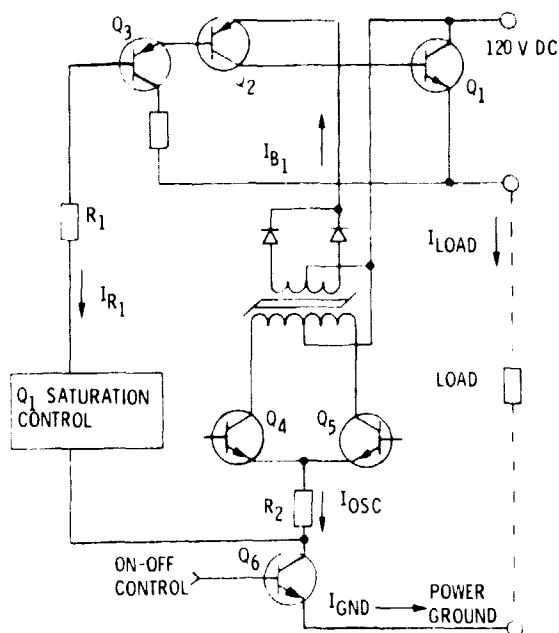 Q3
Q2
Q1
120 V DC
IB1
R1
IR1
ILOAD
LOAD
Q1 SATURATION
CONTROL
Q4
Q5
R2
IOSC
ON-OFF
CONTROL
Q6
IGND
POWER
GROUND